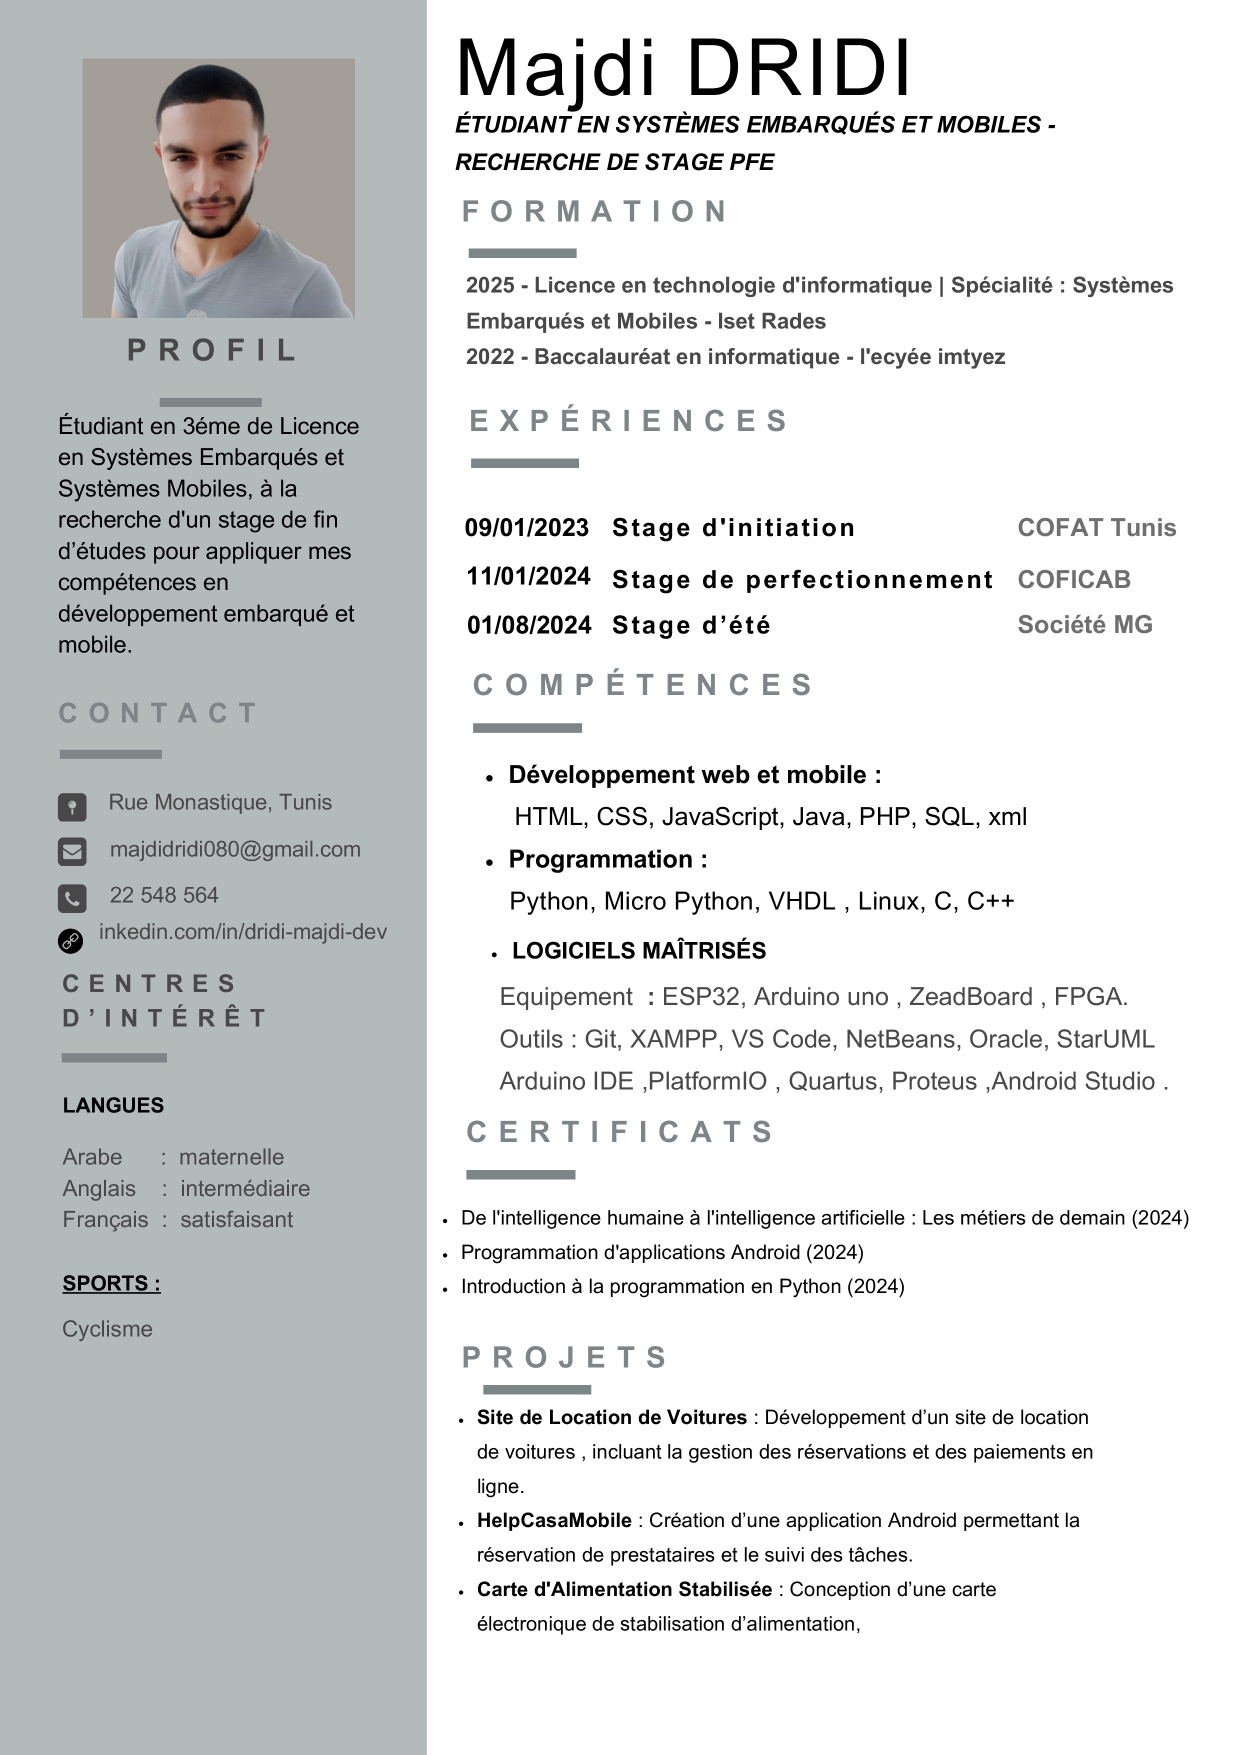 Majdi DRIDI
ÉTUDIANT EN SYSTÈMES EMBARQUÉS ET MOBILES -
RECHERCHE DE STAGE PFE
PROFIL
Étudiant en 3éme de Licence
en Systèmes Embarqués et
Systèmes Mobiles, à la
recherche d'un stage de fin
d’études pour appliquer mes
compétences en
développement embarqué et
mobile.
CONTACT
Rue Monastique, Tunis
majdidridi080@gmail.com
22 548 564
inkedin.com/in/dridi-majdi-dev
CENTRES
D’INTÉRÊT
LANGUES
Arabe : maternelle
Anglais : intermédiaire
Français : satisfaisant
SPORTS :
Cyclisme
FORMATION
2025 - Licence en technologie d'informatique | Spécialité : Systèmes
Embarqués et Mobiles - Iset Rades
2022 - Baccalauréat en informatique - l'ecyée imtyez
EXPÉRIENCES
09/01/2023 Stage d'initiation COFAT Tunis
11/01/2024 Stage de perfectionnement COFICAB
01/08/2024 Stage d’été Société MG
COMPÉTENCES
• Développement web et mobile :
HTML, CSS, JavaScript, Java, PHP, SQL, xml
• Programmation :
Python, Micro Python, VHDL , Linux, C, C++
• LOGICIELS MAÎTRISÉS
Equipement : ESP32, Arduino uno , ZeadBoard , FPGA.
Outils : Git, XAMPP, VS Code, NetBeans, Oracle, StarUML
Arduino IDE ,PlatformIO , Quartus, Proteus ,Android Studio .
CERTIFICATS
• De l'intelligence humaine à l'intelligence artificielle : Les métiers de demain (2024)
• Programmation d'applications Android (2024)
• Introduction à la programmation en Python (2024)
PROJETS
• Site de Location de Voitures : Développement d’un site de location
de voitures , incluant la gestion des réservations et des paiements en
ligne.
• HelpCasaMobile : Création d’une application Android permettant la
réservation de prestataires et le suivi des tâches.
• Carte d'Alimentation Stabilisée : Conception d’une carte
électronique de stabilisation d’alimentation,